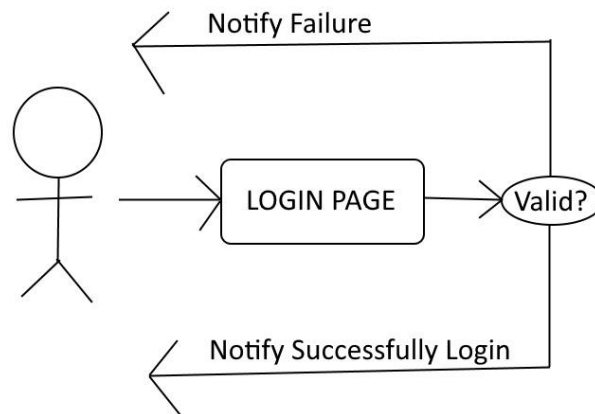 Notify Failure
LOGIN PAGE
Valid?
Notify Successfully Login